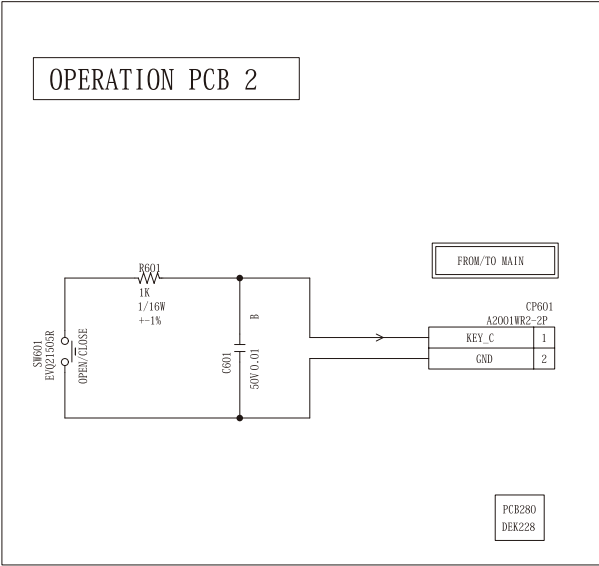 OPERATION PCB 2
FROM/TO MAIN
CP601
A2001WR2-2P
KEY_C 1
GND 2
R601
1K
1/16W
+-1%
SW601
EVQ21505R
OPEN/CLOSE
C601
50V 0.01
B
PCB280
DEK228